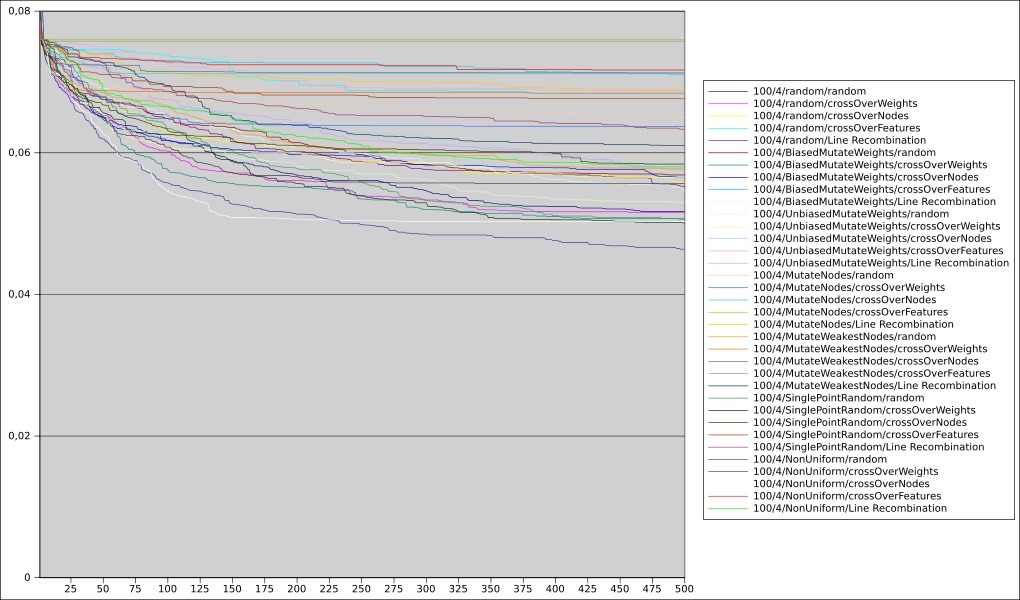 0,08
0,06
0,04
0,02
0
25 50 75 100 125 150 175 200 225 250 275 300 325 350 375 400 425 450 475 500
100/4/random/random
100/4/random/crossOverWeights
100/4/random/crossOverNodes
100/4/random/crossOverFeatures
100/4/random/Line Recombination
100/4/BiasedMutateWeights/random
100/4/BiasedMutateWeights/crossOverWeights
100/4/BiasedMutateWeights/crossOverNodes
100/4/BiasedMutateWeights/crossOverFeatures
100/4/BiasedMutateWeights/Line Recombination
100/4/UnbiasedMutateWeights/random
100/4/UnbiasedMutateWeights/crossOverWeights
100/4/UnbiasedMutateWeights/crossOverNodes
100/4/UnbiasedMutateWeights/crossOverFeatures
100/4/UnbiasedMutateWeights/Line Recombination
100/4/MutateNodes/random
100/4/MutateNodes/crossOverWeights
100/4/MutateNodes/crossOverNodes
100/4/MutateNodes/crossOverFeatures
100/4/MutateNodes/Line Recombination
100/4/MutateWeakestNodes/random
100/4/MutateWeakestNodes/crossOverWeights
100/4/MutateWeakestNodes/crossOverNodes
100/4/MutateWeakestNodes/crossOverFeatures
100/4/MutateWeakestNodes/Line Recombination
100/4/SinglePointRandom/random
100/4/SinglePointRandom/crossOverWeights
100/4/SinglePointRandom/crossOverNodes
100/4/SinglePointRandom/crossOverFeatures
100/4/SinglePointRandom/Line Recombination
100/4/NonUniform/random
100/4/NonUniform/crossOverWeights
100/4/NonUniform/crossOverNodes
100/4/NonUniform/crossOverFeatures
100/4/NonUniform/Line Recombination